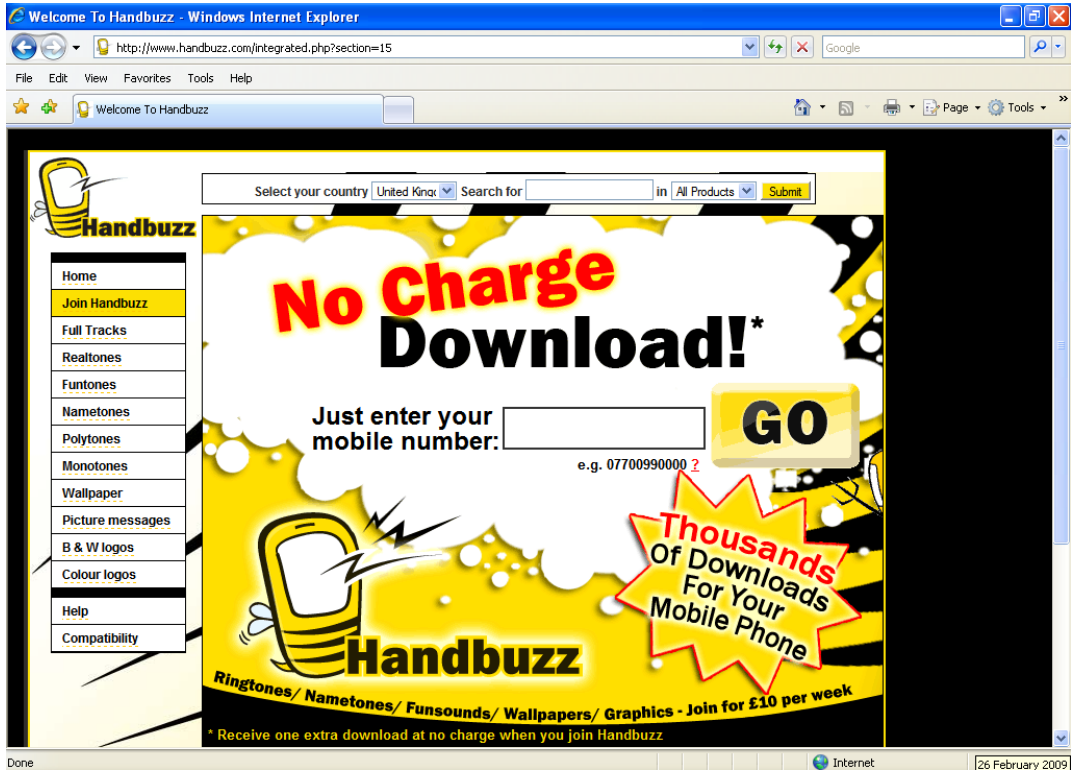 Welcome To Handbuzz - Windows Internet Explorer
http://www.handbuzz.com/integrated.php?section=15
Google
File Edit View Favorites Tools Help
Welcome To Handbuzz
Page Tools »
Handbuzz
Select your country United King Search for in All Products Submit
Home
Join Handbuzz
Full Tracks
Realtones
Funtones
Nametones
Polytones
Monotones
Wallpaper
Picture messages
B & W logos
Colour logos
Help
Compatibility
No Charge
Download!*
Just enter your
mobile number:
GO
e.g. 07700990000 ?
Thousands
Of Downloads
For Your
Mobile Phone
Handbuzz
Ringtones/ Nametones/ Funsounds/ Wallpapers/ Graphics - Join for £10 per week
* Receive one extra download at no charge when you join Handbuzz
Done
Internet
26 February 2009